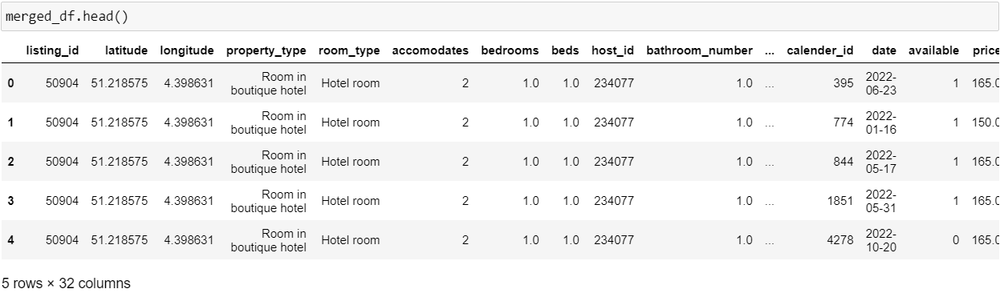 merged_df.head()
listing_id latitude longitude property_type room_type accomodates bedrooms beds host_id bathroom_number ... calender_id date available price
0 50904 51.218575 4.398631 Room in boutique hotel Hotel room 2 1.0 1.0 234077 1.0 ... 395 2022-06-23 1 165.0
1 50904 51.218575 4.398631 Room in boutique hotel Hotel room 2 1.0 1.0 234077 1.0 ... 774 2022-01-16 1 150.0
2 50904 51.218575 4.398631 Room in boutique hotel Hotel room 2 1.0 1.0 234077 1.0 ... 844 2022-05-17 1 165.0
3 50904 51.218575 4.398631 Room in boutique hotel Hotel room 2 1.0 1.0 234077 1.0 ... 1851 2022-05-31 1 165.0
4 50904 51.218575 4.398631 Room in boutique hotel Hotel room 2 1.0 1.0 234077 1.0 ... 4278 2022-10-20 0 165.0
5 rows × 32 columns